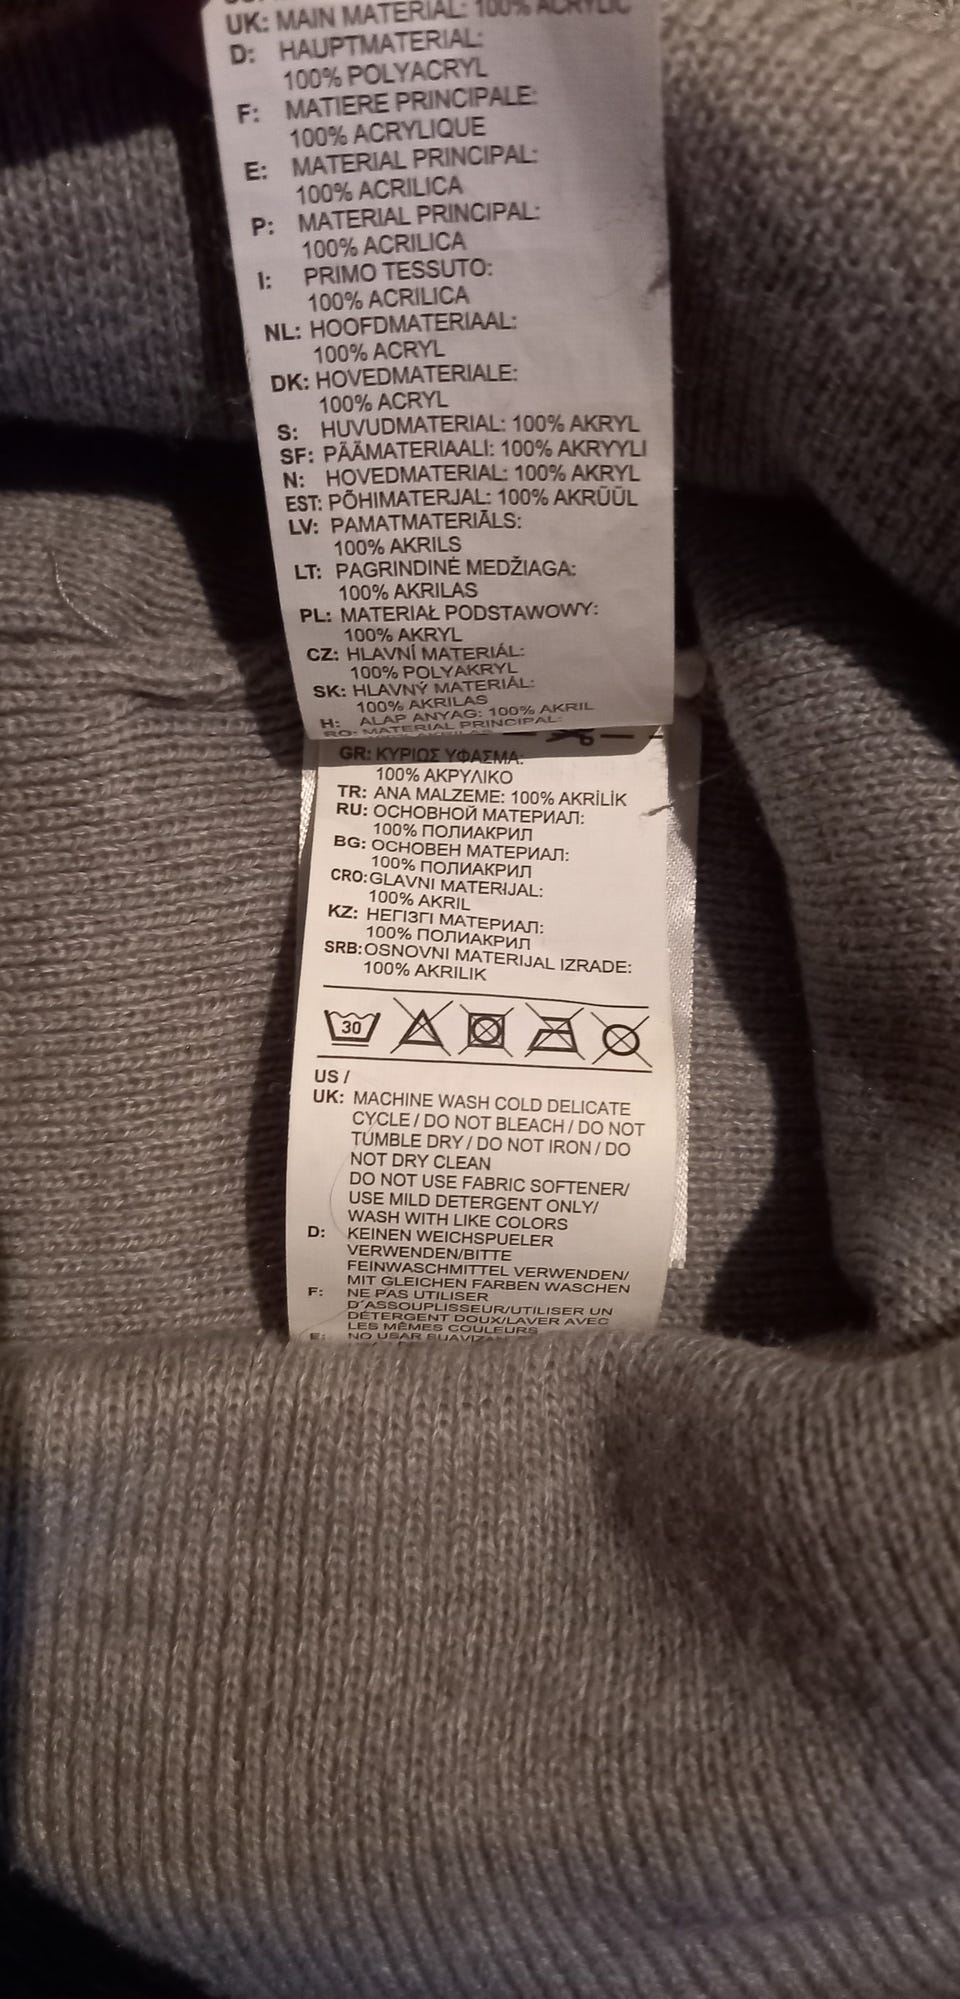 UK: MAIN MATERIAL: 100% ACRYLIC
D: HAUPTMATERIAL:
100% POLYACRYL
F: MATIERE PRINCIPALE:
100% ACRYLIQUE
E: MATERIAL PRINCIPAL:
100% ACRILICA
P: MATERIAL PRINCIPAL:
100% ACRILICA
I: PRIMO TESSUTO:
100% ACRILICA
NL: HOOFDMATERIAAL:
100% ACRYL
DK: HOVEDMATERIALE:
100% ACRYL
S: HUVUDMATERIAL: 100% AKRYL
SF: PÄÄMATERIAALI: 100% AKRYYLI
N: HOVEDMATERIAL: 100% AKRYL
EST: PÕHIMATERJAL: 100% AKRÜÜL
LV: PAMATMATERIĀLS:
100% AKRILS
LT: PAGRINDINĖ MEDŽIAGA:
100% AKRILAS
PL: MATERIAŁ PODSTAWOWY:
100% AKRYL
CZ: HLAVNÍ MATERIÁL:
100% POLYAKRYL
SK: HLAVNÝ MATERIÁL:
100% AKRILAS
H: ALAP ANYAG: 100% AKRIL
RO: MATERIAL PRINCIPAL:
GR: ΚΥΡΙΟΣ ΥΦΑΣΜΑ:
100% ΑΚΡΥΛΙΚΟ
TR: ANA MALZEME: 100% AKRİLİK
RU: ОСНОВНОЙ МАТЕРИАЛ:
100% ПОЛИАКРИЛ
BG: ОСНОВЕН МАТЕРИАЛ:
100% ПОЛИАКРИЛ
CRO: GLAVNI MATERIJAL:
100% AKRIL
KZ: НЕГІЗГІ МАТЕРИАЛ:
100% ПОЛИАКРИЛ
SRB: OSNOVNI MATERIJAL IZRADE:
100% AKRILIK
30
US /
UK: MACHINE WASH COLD DELICATE
CYCLE / DO NOT BLEACH / DO NOT
TUMBLE DRY / DO NOT IRON / DO
NOT DRY CLEAN
DO NOT USE FABRIC SOFTENER/
USE MILD DETERGENT ONLY/
WASH WITH LIKE COLORS
D: KEINEN WEICHSPUELER
VERWENDEN/BITTE
FEINWASCHMITTEL VERWENDEN/
MIT GLEICHEN FARBEN WASCHEN
F: NE PAS UTILISER
D'ASSOUPLISSEUR/UTILISER UN
DÉTERGENT DOUX/LAVER AVEC
LES MÊMES COULEURS
E: NO USAR